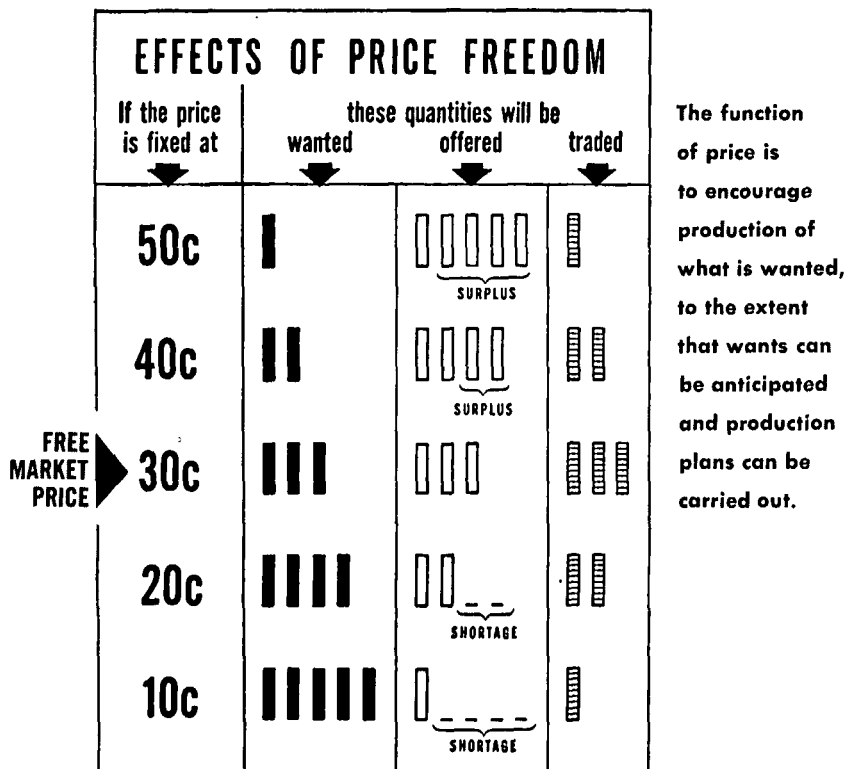 EFFECTS OF PRICE FREEDOM
If the price
is fixed at
these quantities will be
wanted offered traded
50c
SURPLUS
40c
SURPLUS
FREE
MARKET
PRICE
30c
20c
SHORTAGE
10c
SHORTAGE
The function
of price is
to encourage
production of
what is wanted,
to the extent
that wants can
be anticipated
and production
plans can be
carried out.